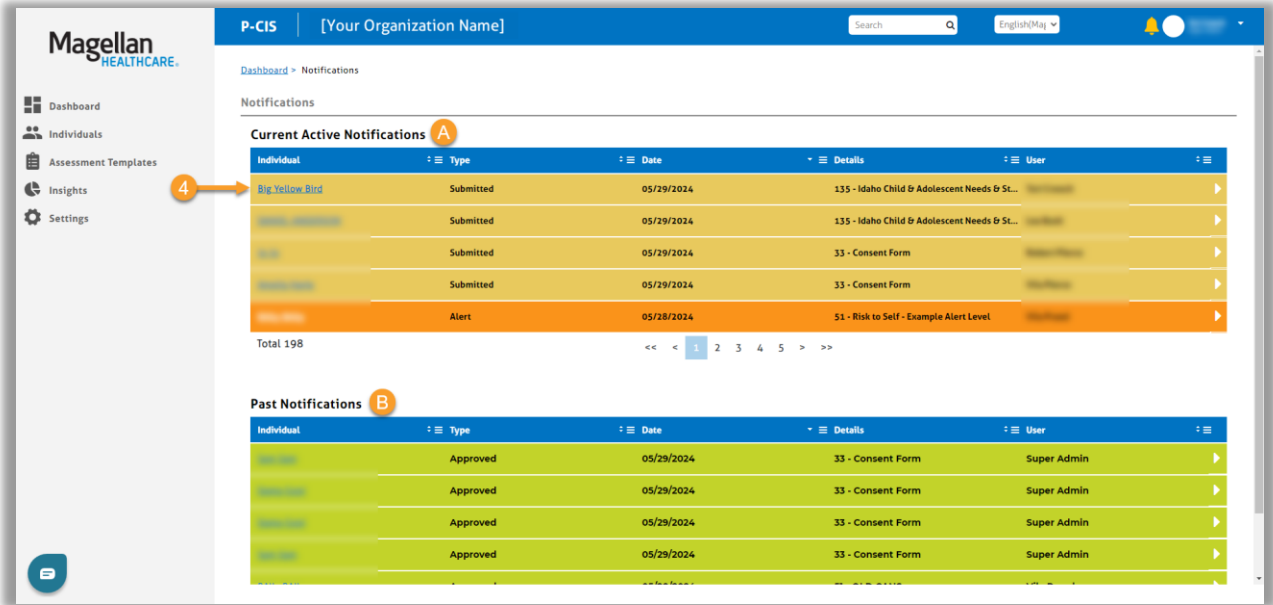 Magellan
HEALTHCARE.
P-CIS [Your Organization Name] Search English(Maj
Dashboard > Notifications
Notifications
Dashboard
Individuals
Assessment Templates
Insights
Settings
Current Active Notifications A
Individual Type Date Details User
4 Big Yellow Bird Submitted 05/29/2024 135 - Idaho Child & Adolescent Needs & St...
Submitted 05/29/2024 135 - Idaho Child & Adolescent Needs & St...
Submitted 05/29/2024 33 - Consent Form
Submitted 05/29/2024 33 - Consent Form
Alert 05/28/2024 51 - Risk to Self - Example Alert Level
Total 198 << < 1 2 3 4 5 > >>
Past Notifications B
Individual Type Date Details User
Approved 05/29/2024 33 - Consent Form Super Admin
Approved 05/29/2024 33 - Consent Form Super Admin
Approved 05/29/2024 33 - Consent Form Super Admin
Approved 05/29/2024 33 - Consent Form Super Admin